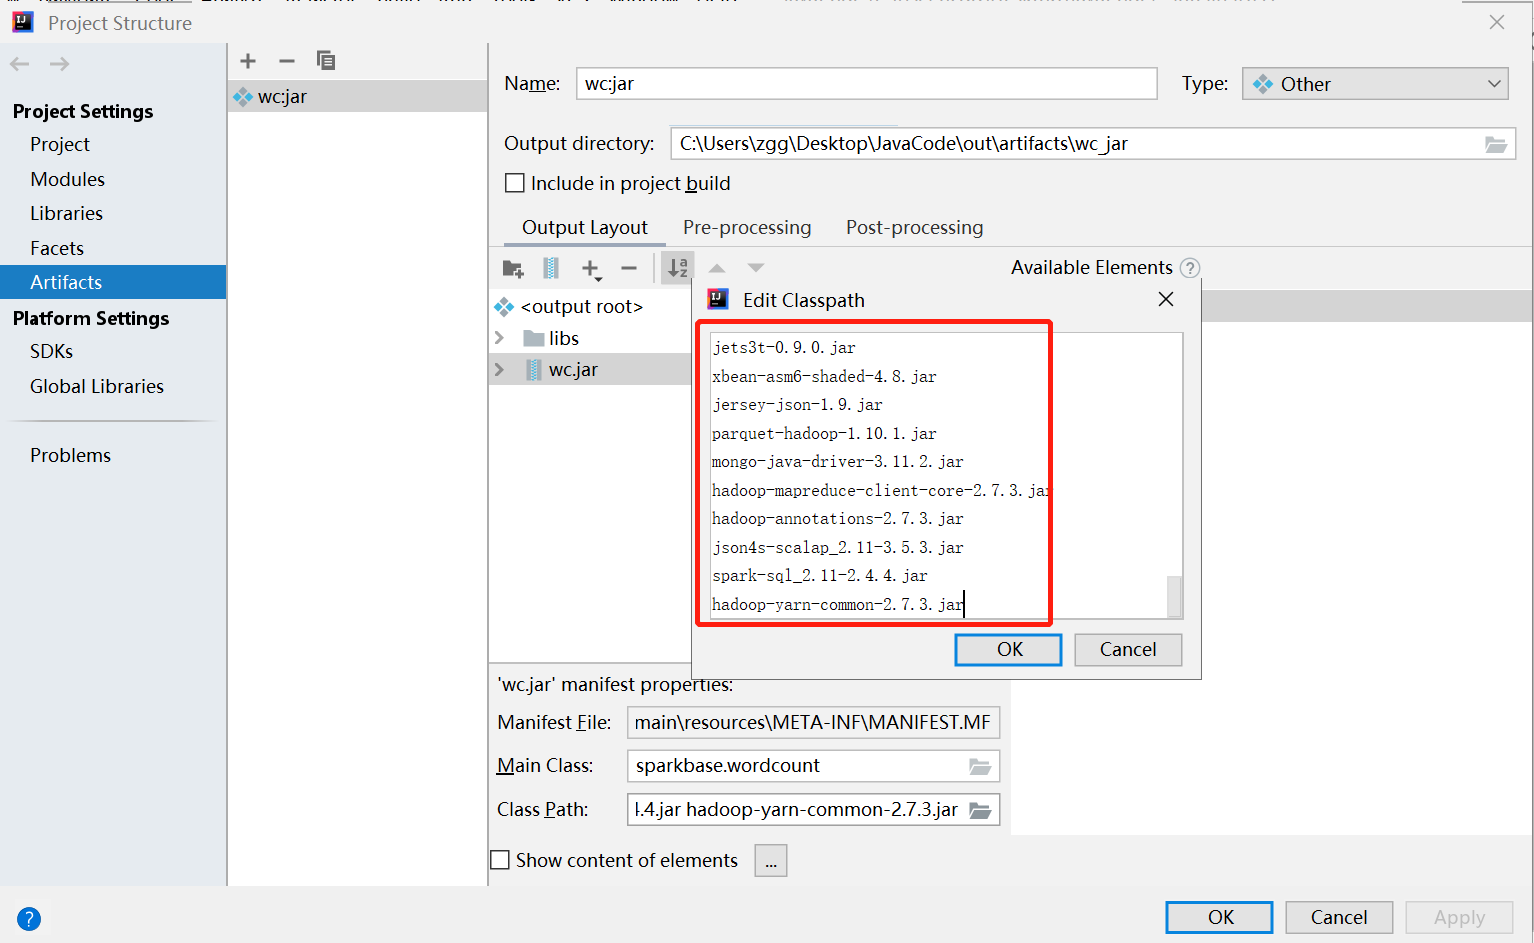 Project Structure
Project Settings
Project
Modules
Libraries
Facets
Artifacts
Platform Settings
SDKs
Global Libraries
Problems
wc:jar
Name: wc:jar
Type: Other
Output directory: C:\Users\zgg\Desktop\JavaCode\out\artifacts\wc_jar
Include in project build
Output Layout Pre-processing Post-processing
Available Elements ?
<output root>
libs
wc.jar
Edit Classpath
jets3t-0.9.0.jar
xbean-asm6-shaded-4.8.jar
jersey-json-1.9.jar
parquet-hadoop-1.10.1.jar
mongo-java-driver-3.11.2.jar
hadoop-mapreduce-client-core-2.7.3.jar
hadoop-annotations-2.7.3.jar
json4s-scalap_2.11-3.5.3.jar
spark-sql_2.11-2.4.4.jar
hadoop-yarn-common-2.7.3.jar
OK Cancel
'wc.jar' manifest properties:
Manifest File: main\resources\META-INF\MANIFEST.MF
Main Class: sparkbase.wordcount
Class Path: .4.jar hadoop-yarn-common-2.7.3.jar
Show content of elements ...
? OK Cancel Apply